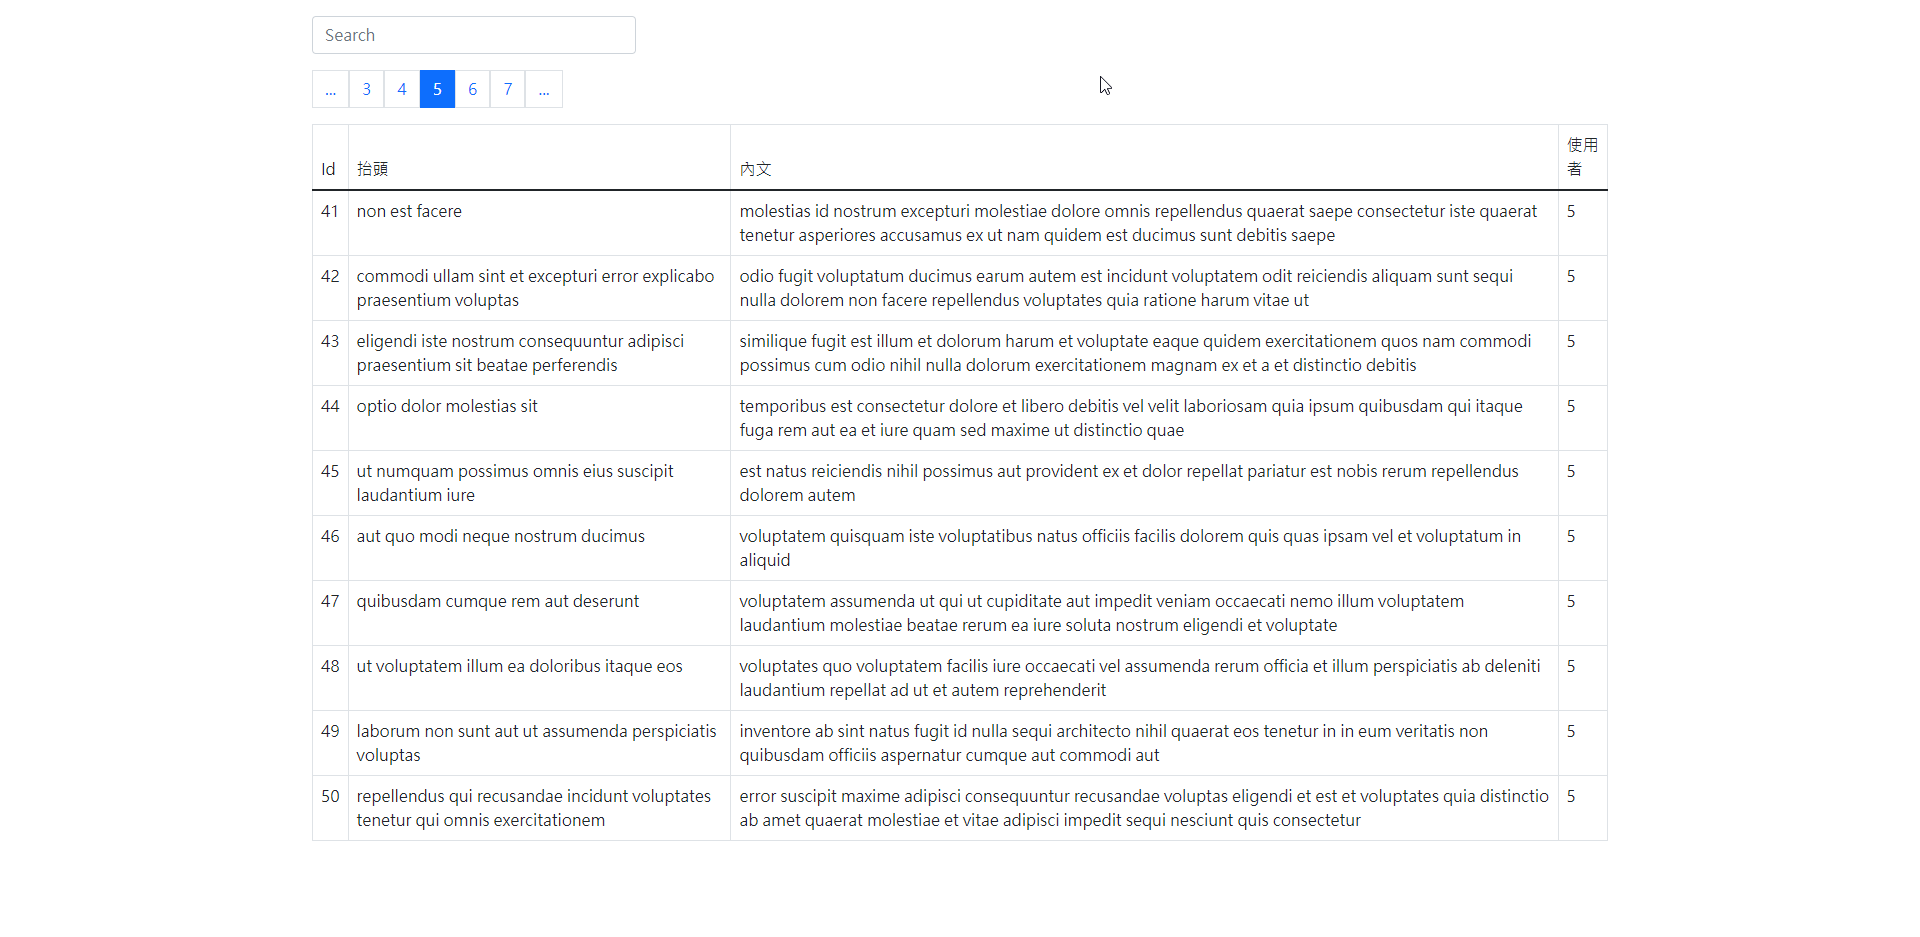 Search
... 3 4 5 6 7 ...
Id 抬頭 內文 使用
者
41 non est facere molestias id nostrum excepturi molestiae dolore omnis repellendus quaerat saepe consectetur iste quaerat 5
tenetur asperiores accusamus ex ut nam quidem est ducimus sunt debitis saepe
42 commodi ullam sint et excepturi error explicabo odio fugit voluptatum ducimus earum autem est incidunt voluptatem odit reiciendis aliquam sunt sequi 5
praesentium voluptas nulla dolorem non facere repellendus voluptates quia ratione harum vitae ut
43 eligendi iste nostrum consequuntur adipisci similique fugit est illum et dolorum harum et voluptate eaque quidem exercitationem quos nam commodi 5
praesentium sit beatae perferendis possimus cum odio nihil nulla dolorum exercitationem magnam ex et a et distinctio debitis
44 optio dolor molestias sit temporibus est consectetur dolore et libero debitis vel velit laboriosam quia ipsum quibusdam qui itaque 5
fuga rem aut ea et iure quam sed maxime ut distinctio quae
45 ut numquam possimus omnis eius suscipit est natus reiciendis nihil possimus aut provident ex et dolor repellat pariatur est nobis rerum repellendus 5
laudantium iure dolorem autem
46 aut quo modi neque nostrum ducimus voluptatem quisquam iste voluptatibus natus officiis facilis dolorem quis quas ipsam vel et voluptatum in 5
aliquid
47 quibusdam cumque rem aut deserunt voluptatem assumenda ut qui ut cupiditate aut impedit veniam occaecati nemo illum voluptatem 5
laudantium molestiae beatae rerum ea iure soluta nostrum eligendi et voluptate
48 ut voluptatem illum ea doloribus itaque eos voluptates quo voluptatem facilis iure occaecati vel assumenda rerum officia et illum perspiciatis ab deleniti 5
laudantium repellat ad ut et autem reprehenderit
49 laborum non sunt aut ut assumenda perspiciatis inventore ab sint natus fugit id nulla sequi architecto nihil quaerat eos tenetur in in eum veritatis non 5
voluptas quibusdam officiis aspernatur cumque aut commodi aut
50 repellendus qui recusandae incidunt voluptates error suscipit maxime adipisci consequuntur recusandae voluptas eligendi et est et voluptates quia distinctio 5
tenetur qui omnis exercitationem ab amet quaerat molestiae et vitae adipisci impedit sequi nesciunt quis consectetur